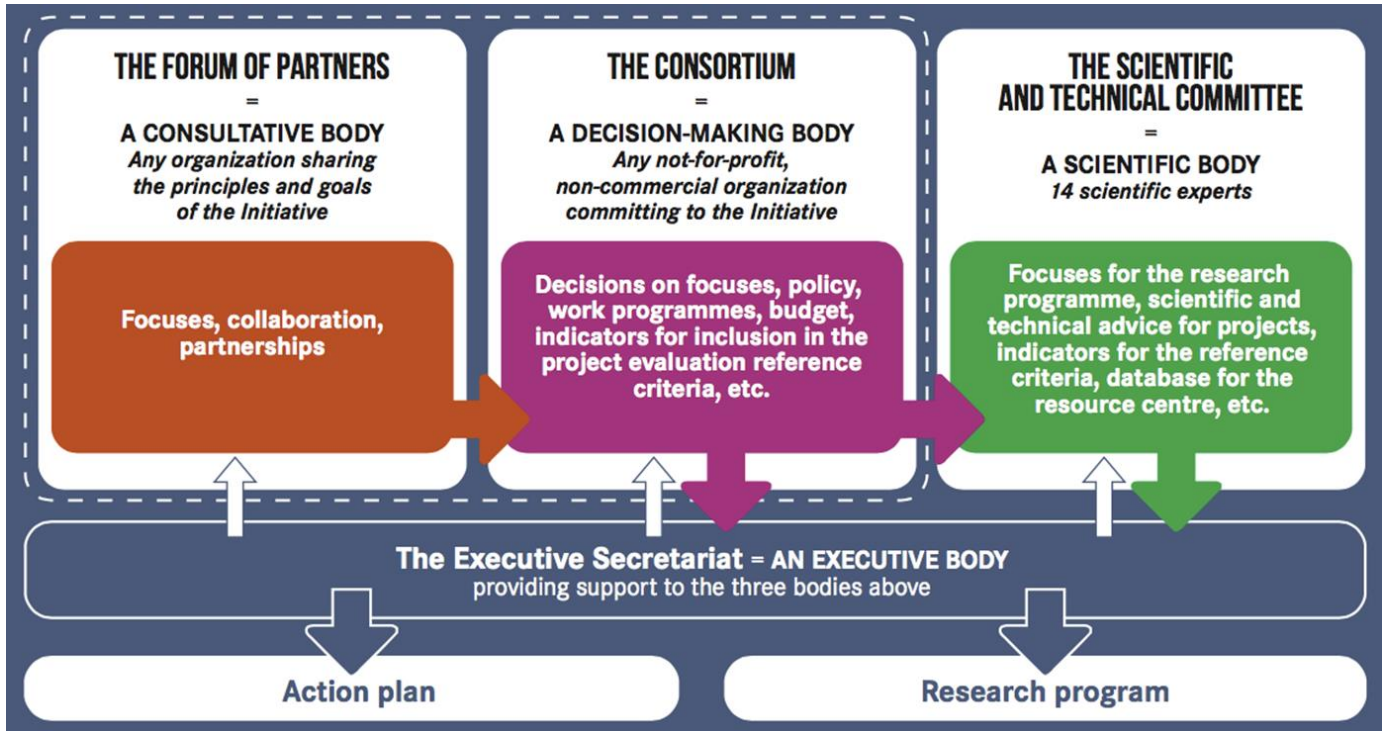 THE FORUM OF PARTNERS
=
A CONSULTATIVE BODY
Any organization sharing
the principles and goals
of the Initiative
Focuses, collaboration,
partnerships
THE CONSORTIUM
=
A DECISION-MAKING BODY
Any not-for-profit,
non-commercial organization
committing to the Initiative
Decisions on focuses, policy,
work programmes, budget,
indicators for inclusion in the
project evaluation reference
criteria, etc.
THE SCIENTIFIC
AND TECHNICAL COMMITTEE
=
A SCIENTIFIC BODY
14 scientific experts
Focuses for the research
programme, scientific and
technical advice for projects,
indicators for the reference
criteria, database for the
resource centre, etc.
The Executive Secretariat = AN EXECUTIVE BODY
providing support to the three bodies above
Action plan
Research program